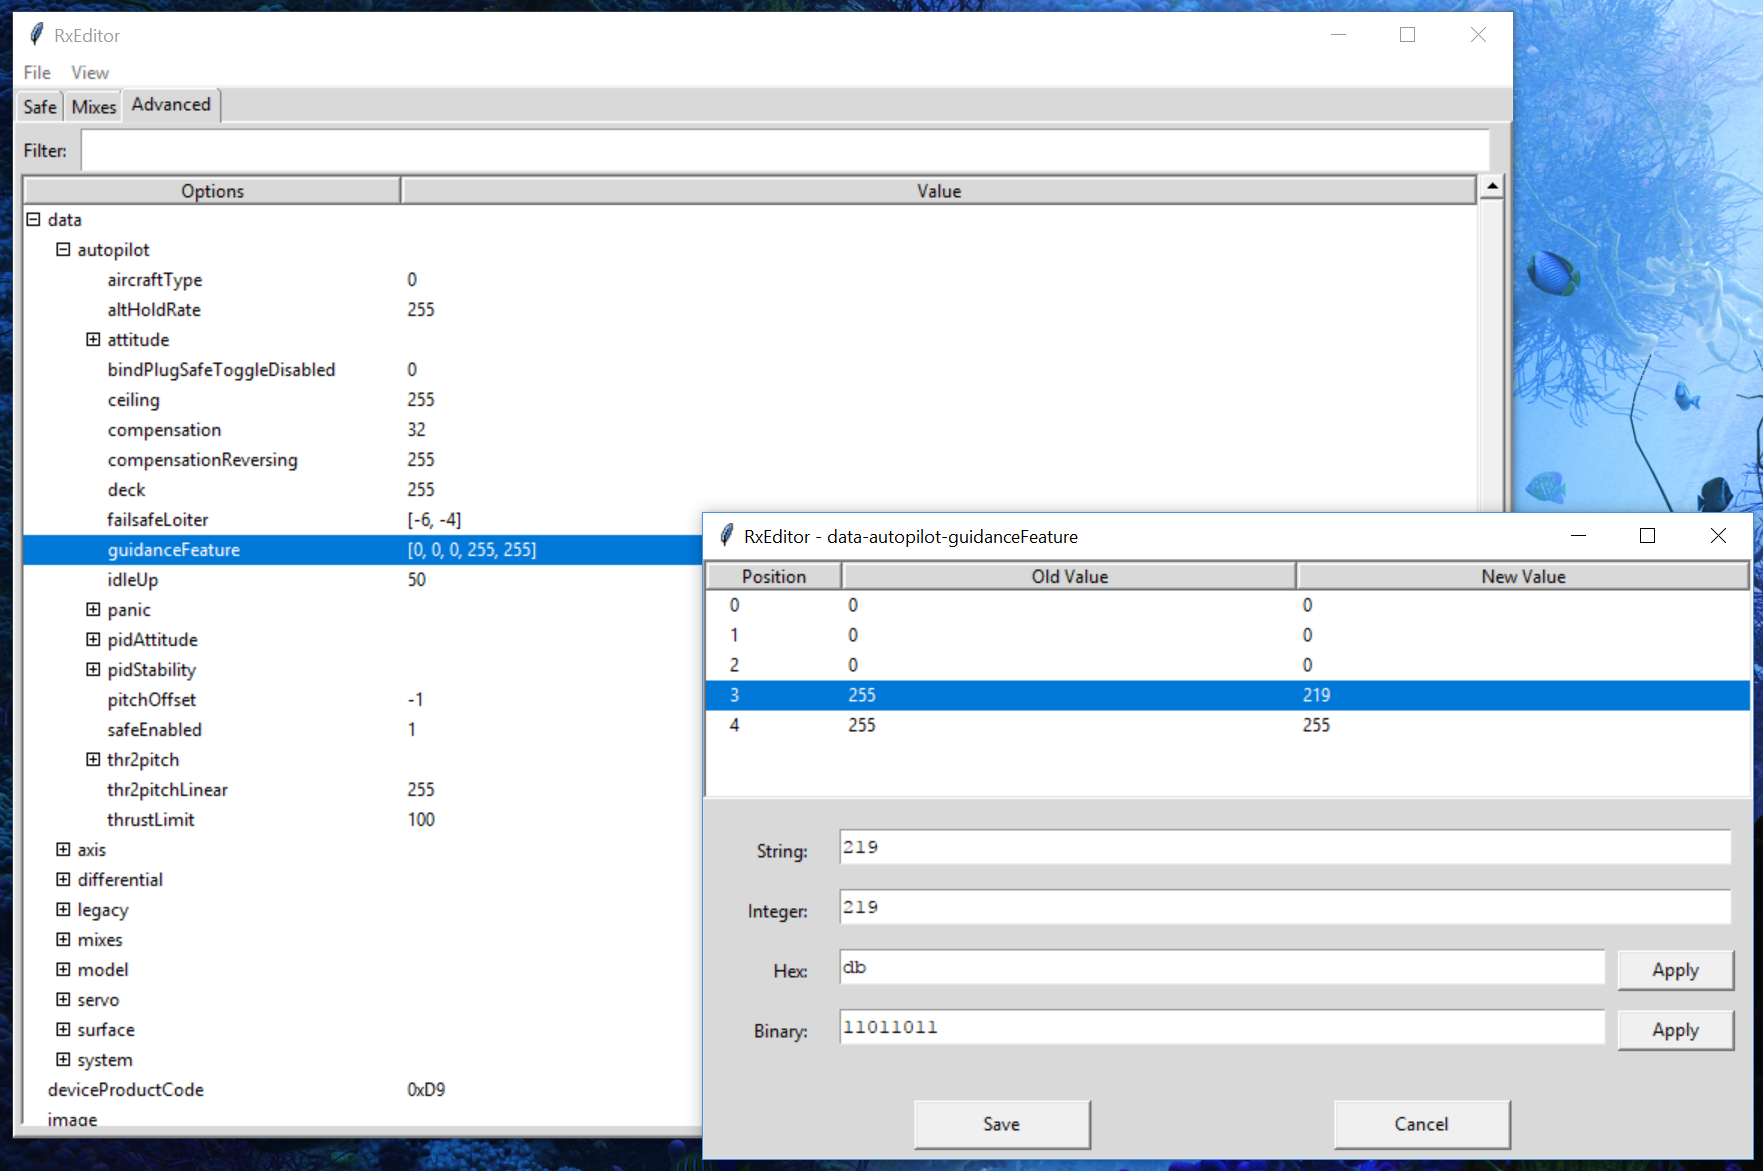 RxEditor
File View
Safe Mixes Advanced
Filter:
Options Value
data
autopilot
aircraftType 0
altHoldRate 255
attitude
bindPlugSafeToggleDisabled 0
ceiling 255
compensation 32
compensationReversing 255
deck 255
failsafeLoiter [-6, -4]
guidanceFeature [0, 0, 0, 255, 255]
idleUp 50
panic
pidAttitude
pidStability
pitchOffset -1
safeEnabled 1
thr2pitch
thr2pitchLinear 255
thrustLimit 100
axis
differential
legacy
mixes
model
servo
surface
system
deviceProductCode 0xD9
image
RxEditor - data-autopilot-guidanceFeature
Position Old Value New Value
0 0 0
1 0 0
2 0 0
3 255 219
4 255 255
String: 219
Integer: 219
Hex: db Apply
Binary: 11011011 Apply
Save Cancel